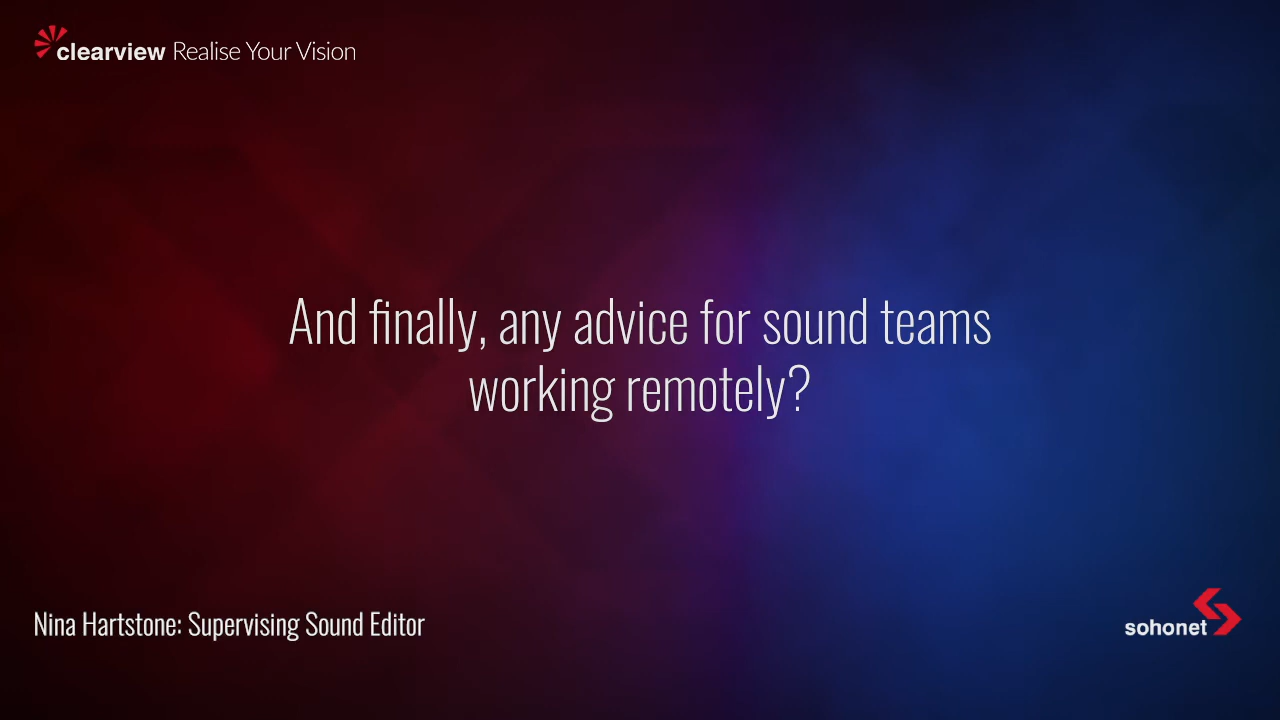 clearview Realise Your Vision
And finally, any advice for sound teams
working remotely?
Nina Hartstone: Supervising Sound Editor
sohonet